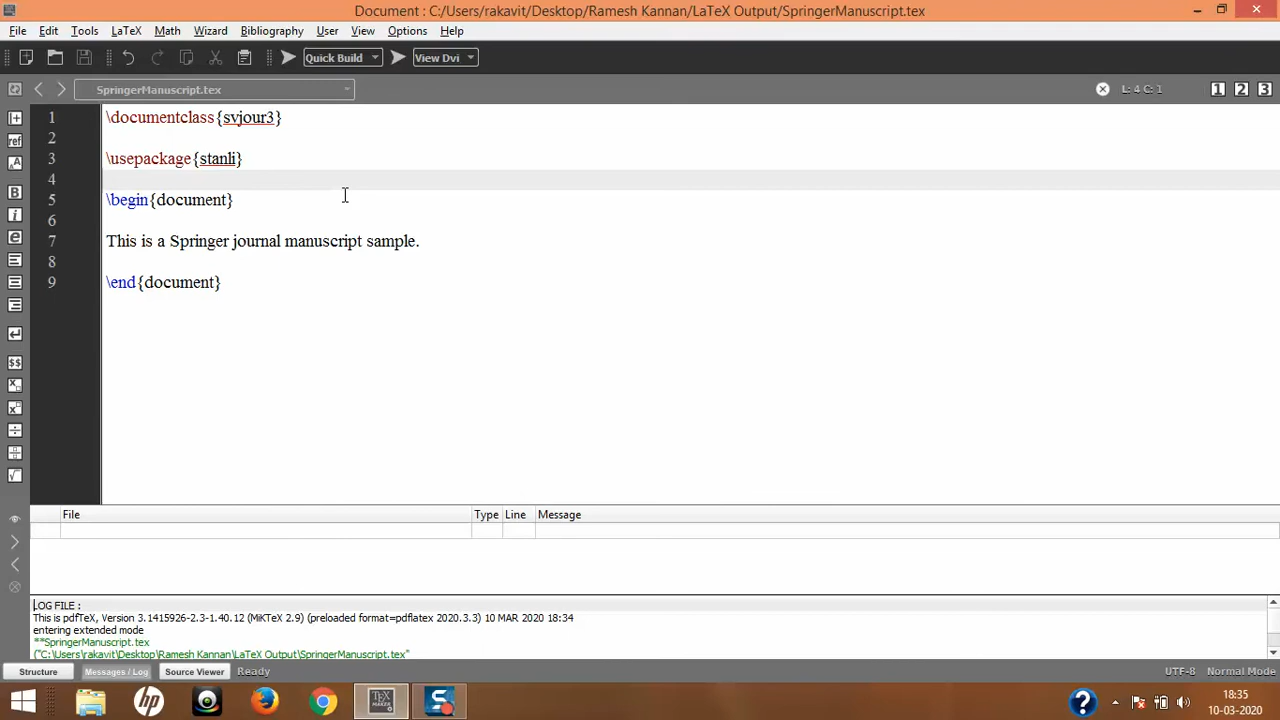 Document : C:/Users/rakavit/Desktop/Ramesh Kannan/LaTeX Output/SpringerManuscript.tex
File Edit Tools LaTeX Math Wizard Bibliography User View Options Help
Quick Build View Dvi
SpringerManuscript.tex L: 4 C: 1 1 2 3
1 \documentclass{svjour3}
2
3 \usepackage{stanli}
4
5 \begin{document}
6
7 This is a Springer journal manuscript sample.
8
9 \end{document}
File Type Line Message
LOG FILE :
This is pdfTeX, Version 3.1415926-2.3-1.40.12 (MiKTeX 2.9) (preloaded format=pdflatex 2020.3.3) 10 MAR 2020 18:34
entering extended mode
**SpringerManuscript.tex
("C:\Users\rakavit\Desktop\Ramesh Kannan\LaTeX Output\SpringerManuscript.tex"
Structure Messages / Log Source Viewer Ready UTF-8 Normal Mode
18:35
10-03-2020